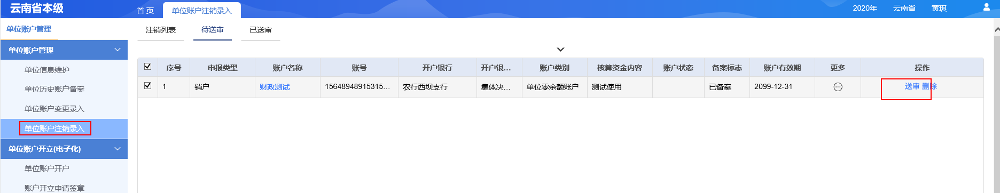 云南省本级 首 页 单位账户注销录入 2020年 云南省 黄琪
单位账户管理 注销列表 待送审 已送审
单位账户管理
单位信息维护
单位历史账户备案
单位账户变更录入
单位账户注销录入
单位账户开立(电子化)
单位账户开户
账户开立申请签章
序号 申报类型 账户名称 账号 开户银行 开户银... 账户类别 核算资金内容 账户状态 备案标志 账户有效期 更多 操作
1 销户 财政测试 15648948915315... 农行西坝支行 集体决... 单位零余额账户 测试使用 已备案 2099-12-31 送审 删除